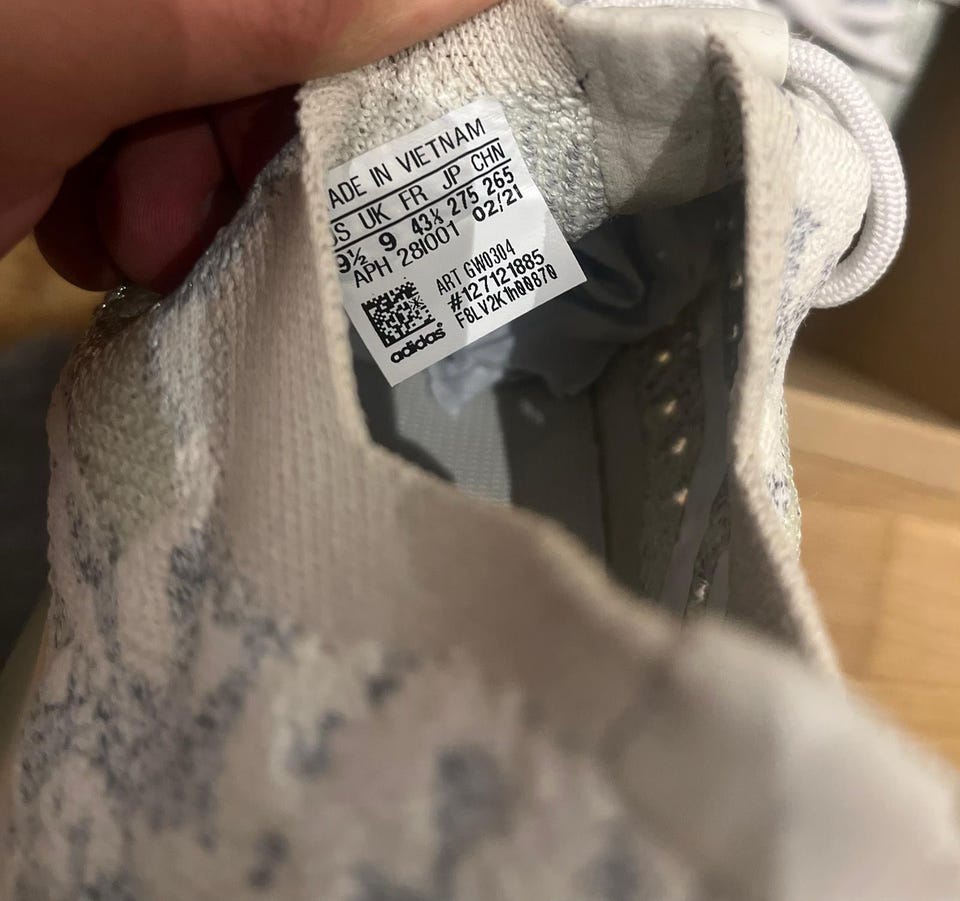 ADE IN VIETNAM
US UK FR JP CHN
9½ 9 43⅓ 275 265
APH 28I001 02/21
ART GW0304
#127121885
F8LV2K1h00870
adidas®